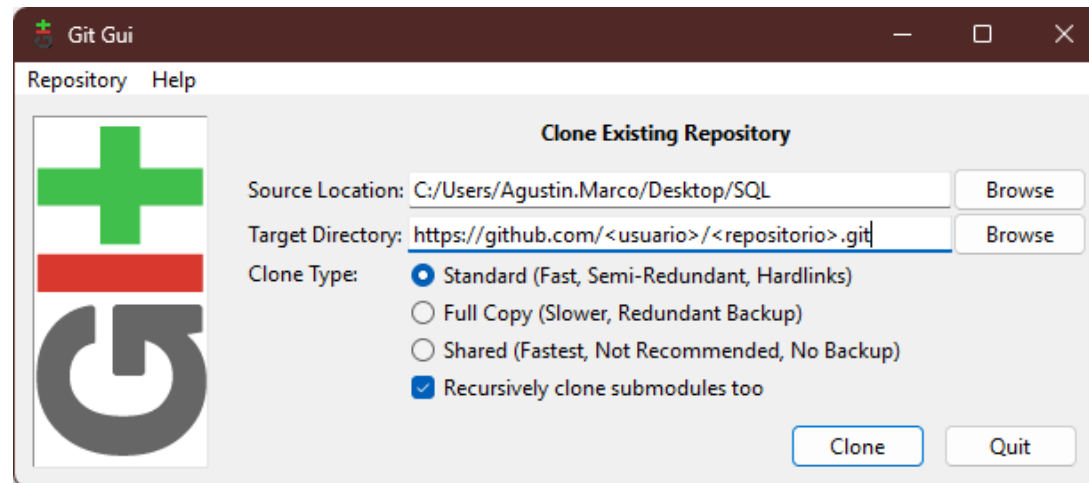 Git Gui
Repository Help
Clone Existing Repository
Source Location: C:/Users/Agustin.Marco/Desktop/SQL Browse
Target Directory: https://github.com/<usuario>/<repositorio>.git Browse
Clone Type: Standard (Fast, Semi-Redundant, Hardlinks)
Full Copy (Slower, Redundant Backup)
Shared (Fastest, Not Recommended, No Backup)
Recursively clone submodules too
Clone Quit
Git